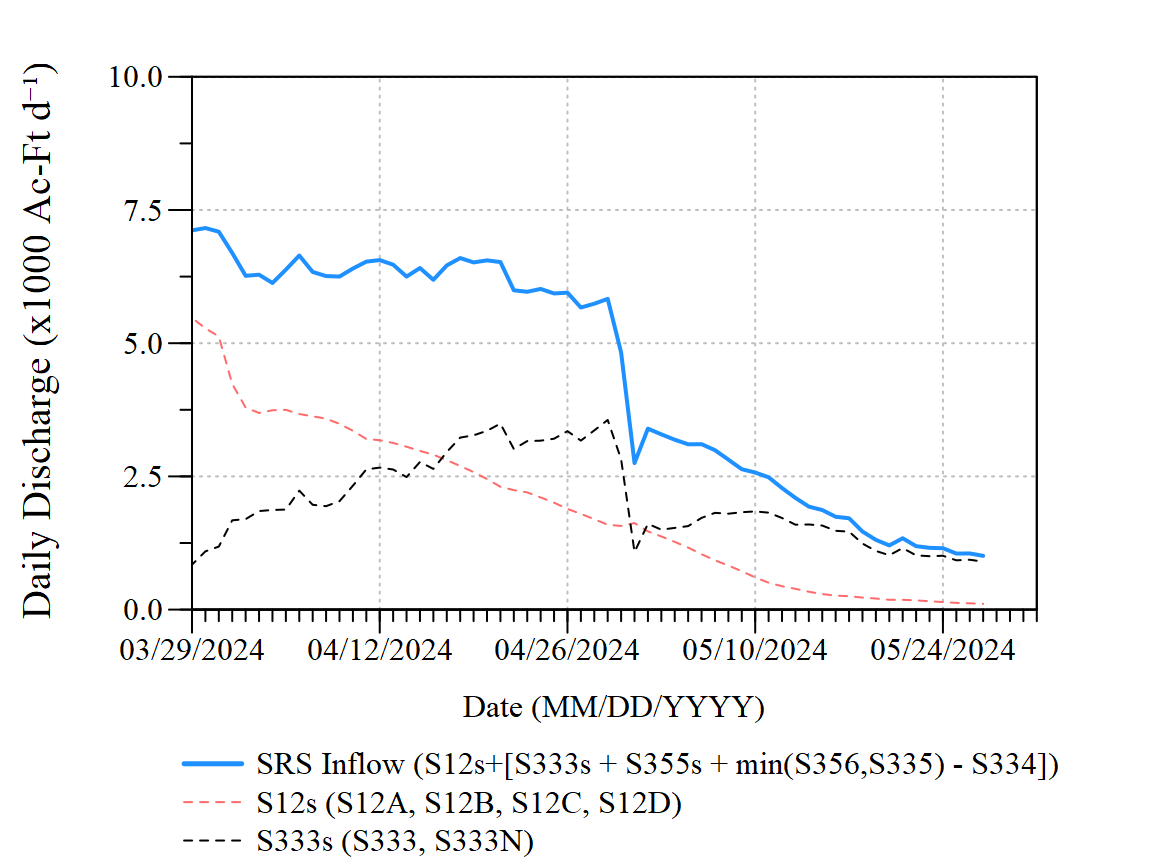 Daily Discharge (x1000 Ac-Ft d⁻¹)
10.0
7.5
5.0
2.5
0.0
03/29/2024 04/12/2024 04/26/2024 05/10/2024 05/24/2024
Date (MM/DD/YYYY)
SRS Inflow (S12s+[S333s + S355s + min(S356,S335) - S334])
S12s (S12A, S12B, S12C, S12D)
S333s (S333, S333N)